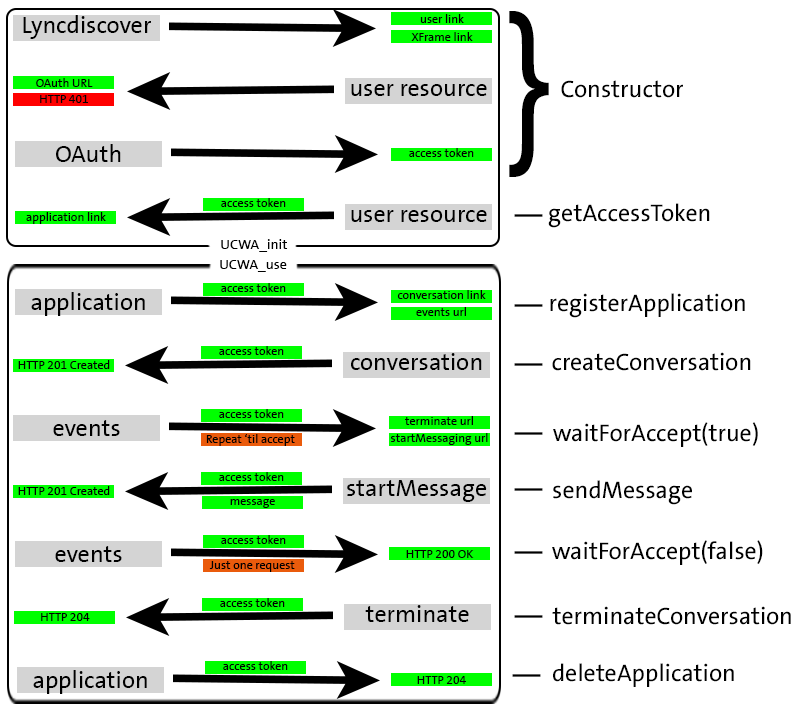 Lyncdiscover
user link
XFrame link
OAuth URL
HTTP 401
user resource
Constructor
OAuth
access token
application link
access token
user resource
getAccessToken
UCWA_init
UCWA_use
application
access token
conversation link
events url
registerApplication
HTTP 201 Created
access token
conversation
createConversation
events
access token
Repeat 'til accept
terminate url
startMessaging url
waitForAccept(true)
HTTP 201 Created
access token
message
startMessage
sendMessage
events
access token
Just one request
HTTP 200 OK
waitForAccept(false)
HTTP 204
access token
terminate
terminateConversation
application
access token
HTTP 204
deleteApplication